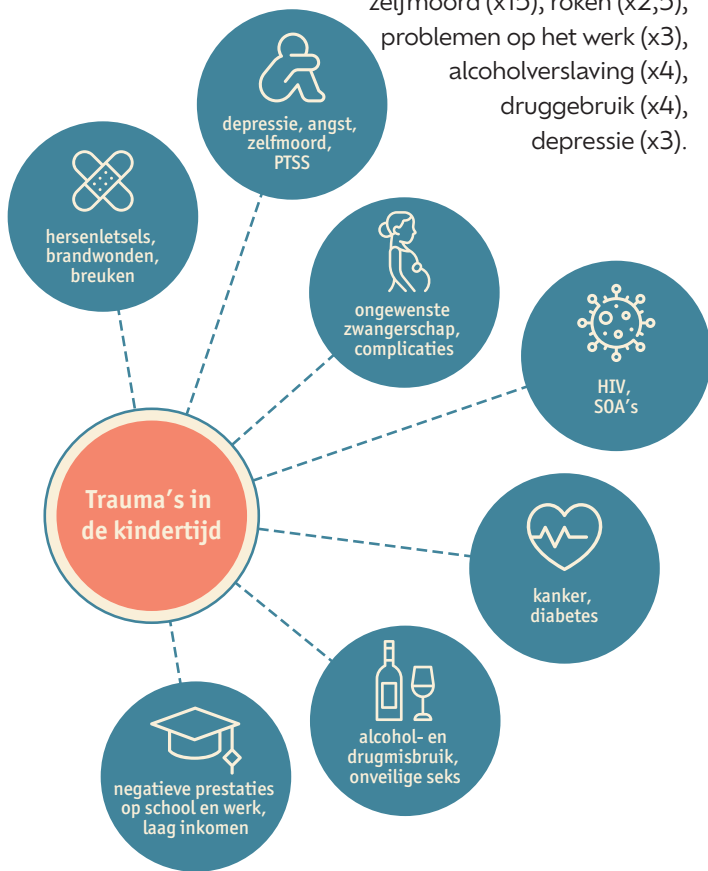 zelfmoord (x15), roken (x2,5),
problemen op het werk (x3),
alcoholverslaving (x4),
druggebruik (x4),
depressie (x3).
depressie, angst,
zelfmoord,
PTSS
hersenletsels,
brandwonden,
breuken
ongewenste
zwangerschap,
complicaties
HIV,
SOA's
Trauma's in
de kindertijd
kanker,
diabetes
alcohol- en
drugmisbruik,
onveilige seks
negatieve prestaties
op school en werk,
laag inkomen